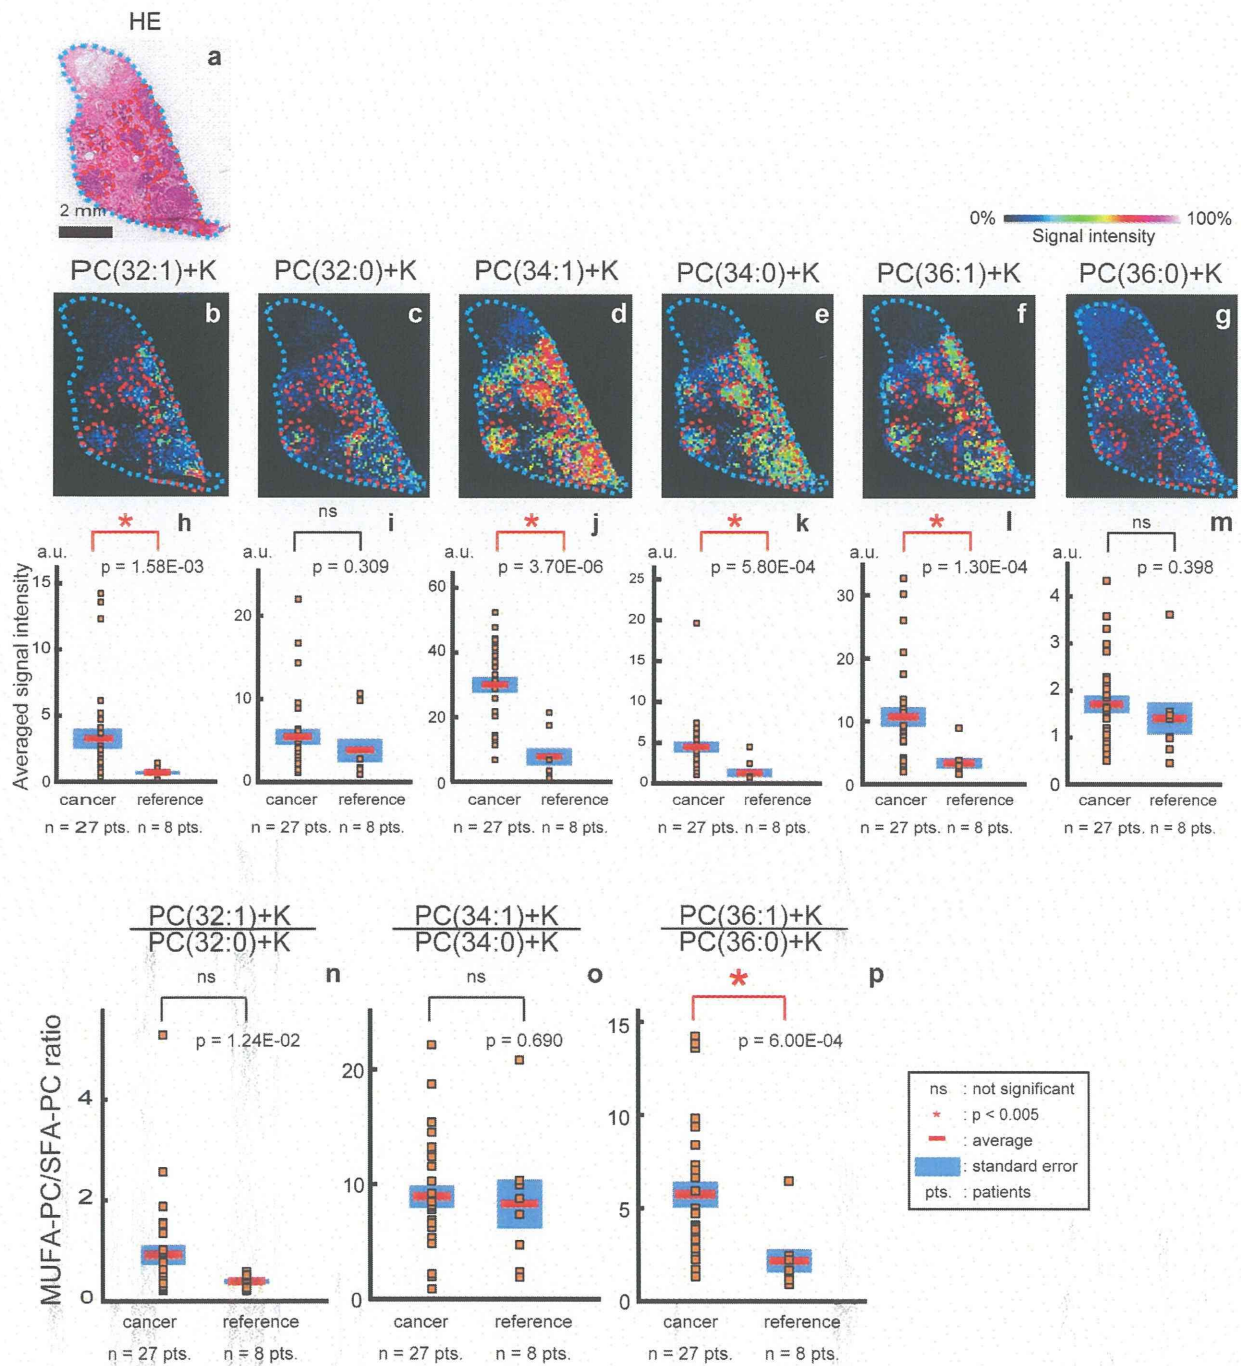 HE
a
2 mm
0% 100%
Signal intensity
PC(32:1)+K PC(32:0)+K PC(34:1)+K PC(34:0)+K PC(36:1)+K PC(36:0)+K
b c d e f g
* ns * * * ns
h i j k l m
a.u. a.u. a.u. a.u. a.u. a.u.
p = 1.58E-03 p = 0.309 p = 3.70E-06 p = 5.80E-04 p = 1.30E-04 p = 0.398
Averaged signal intensity
15 10 5 0
20 10 0
60 40 20 0
25 20 15 10 5 0
30 20 10 0
4 3 2 1 0
cancer reference cancer reference cancer reference cancer reference cancer reference cancer reference
n = 27 pts. n = 8 pts. n = 27 pts. n = 8 pts. n = 27 pts. n = 8 pts. n = 27 pts. n = 8 pts. n = 27 pts. n = 8 pts. n = 27 pts. n = 8 pts.
PC(32:1)+K PC(34:1)+K PC(36:1)+K
PC(32:0)+K PC(34:0)+K PC(36:0)+K
ns n ns o * p
p = 1.24E-02 p = 0.690 p = 6.00E-04
MUFA-PC/SFA-PC ratio
4 2 0
20 10 0
15 10 5 0
cancer reference cancer reference cancer reference
n = 27 pts. n = 8 pts. n = 27 pts. n = 8 pts. n = 27 pts. n = 8 pts.
ns : not significant
* : p < 0.005
: average
: standard error
pts. : patients